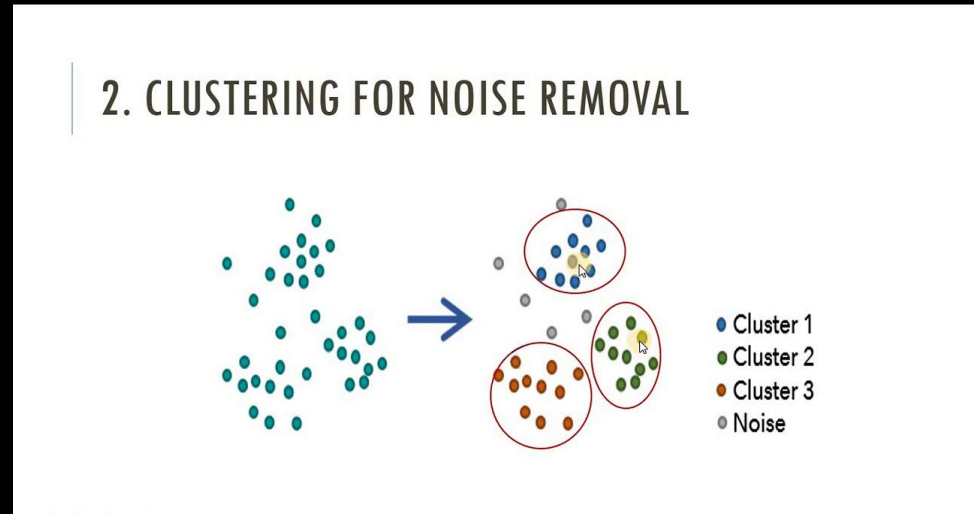 2. CLUSTERING FOR NOISE REMOVAL
Cluster 1
Cluster 2
Cluster 3
Noise